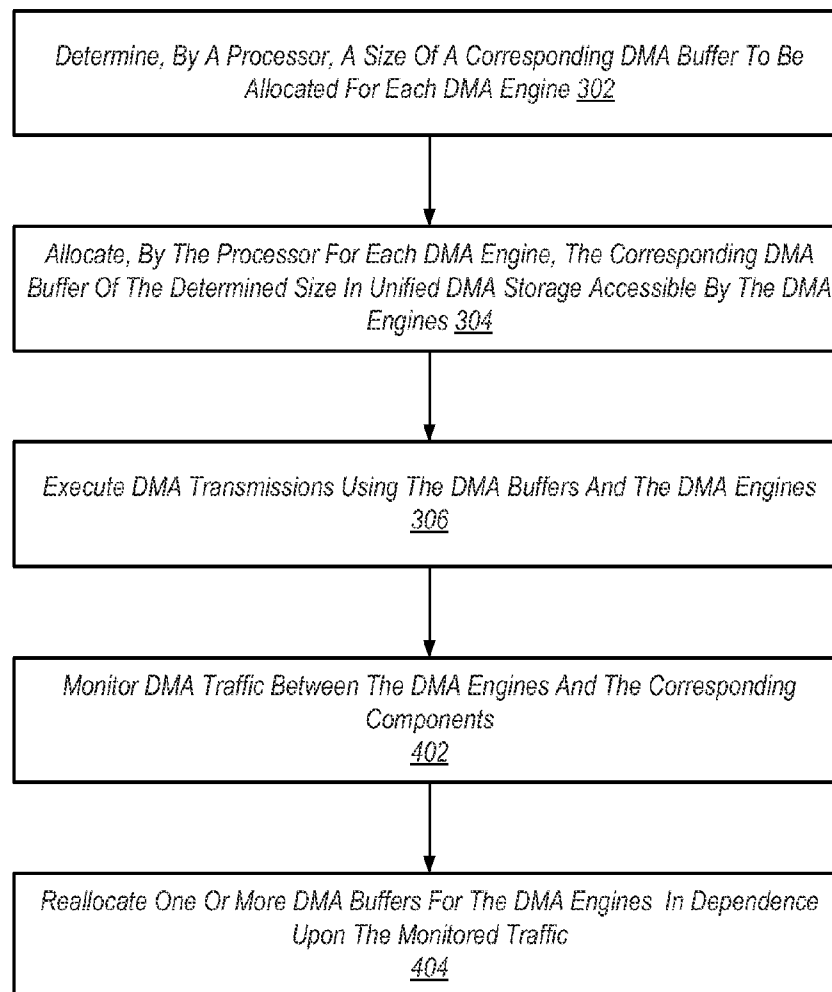 Determine, By A Processor, A Size Of A Corresponding DMA Buffer To Be
Allocated For Each DMA Engine 302
Allocate, By The Processor For Each DMA Engine, The Corresponding DMA
Buffer Of The Determined Size In Unified DMA Storage Accessible By The DMA
Engines 304
Execute DMA Transmissions Using The DMA Buffers And The DMA Engines
306
Monitor DMA Traffic Between The DMA Engines And The Corresponding
Components
402
Reallocate One Or More DMA Buffers For The DMA Engines In Dependence
Upon The Monitored Traffic
404